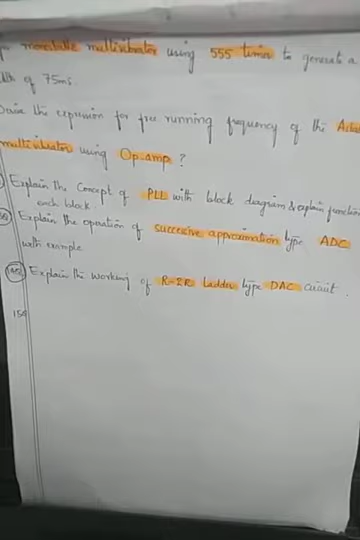 monostable multivibrator using 555 timer to generate a
of 75ms.
the expression for free running frequency of the
multivibrator using Op-amp ?
Explain the concept of PLL with block diagram & explain function
each block.
Explain the operation of successive approximation type ADC
with example
Explain the working of R-2R Ladder type DAC circuit.
154